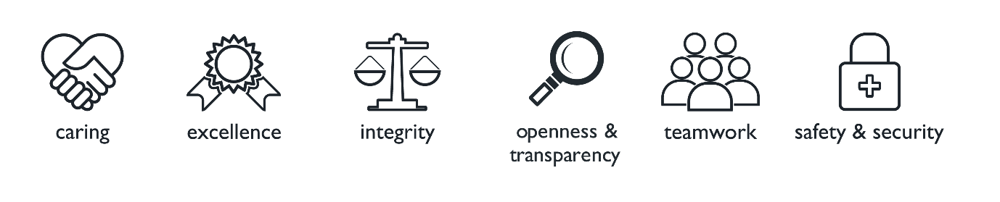 caring
excellence
integrity
openness &
transparency
teamwork
safety & security